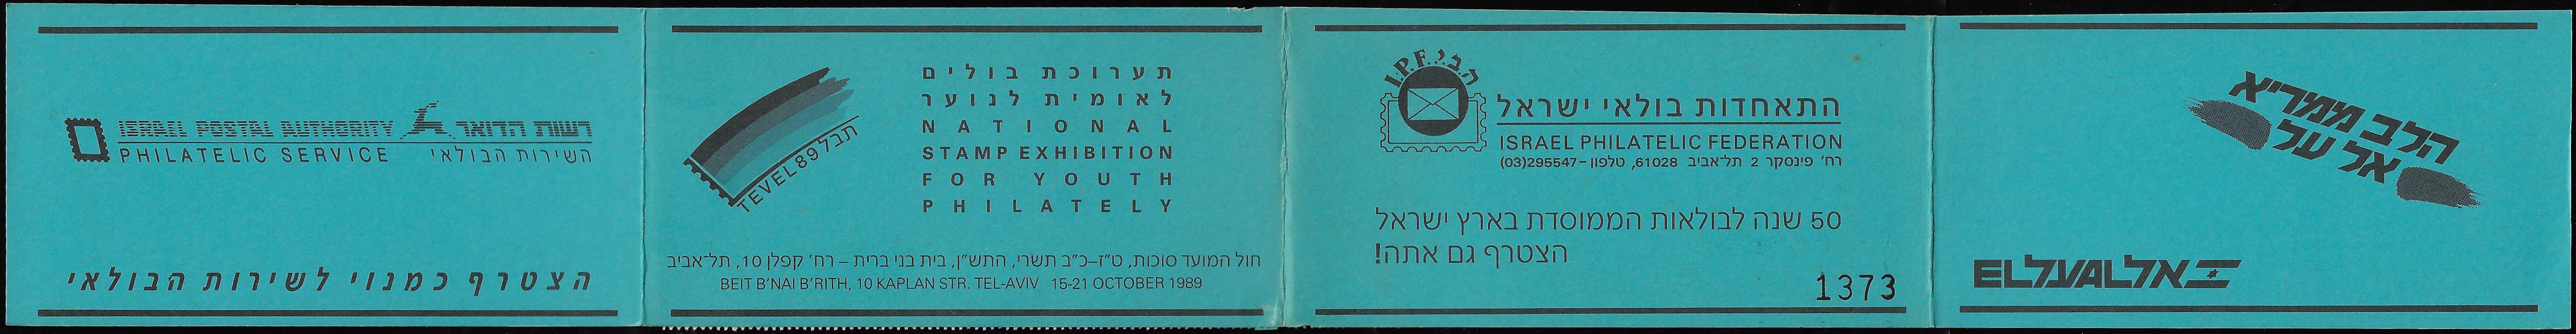 ISRAEL POSTAL AUTHORITY רשות הדואר
PHILATELIC SERVICE השירות הבולאי
הצטרף כמנוי לשירות הבולאי
תערוכת בולים
לאומית לנוער
NATIONAL
STAMP EXHIBITION
FOR YOUTH
PHILATELY
TEVEL89 תבל
חול המועד סוכות, ט"ז–כ"ב תשרי, התש"ן, בית בני ברית – רח' קפלן 10, תל־אביב
BEIT B'NAI B'RITH, 10 KAPLAN STR. TEL-AVIV 15-21 OCTOBER 1989
I.P.F. הבי.
התאחדות בולאי ישראל
ISRAEL PHILATELIC FEDERATION
רח' פינסקר 2 תל־אביב 61028, טלפון–295547(03)
50 שנה לבולאות הממוסדת בארץ ישראל
הצטרף גם אתה!
1373
הלב ממריא
אל על
EL AL אל על